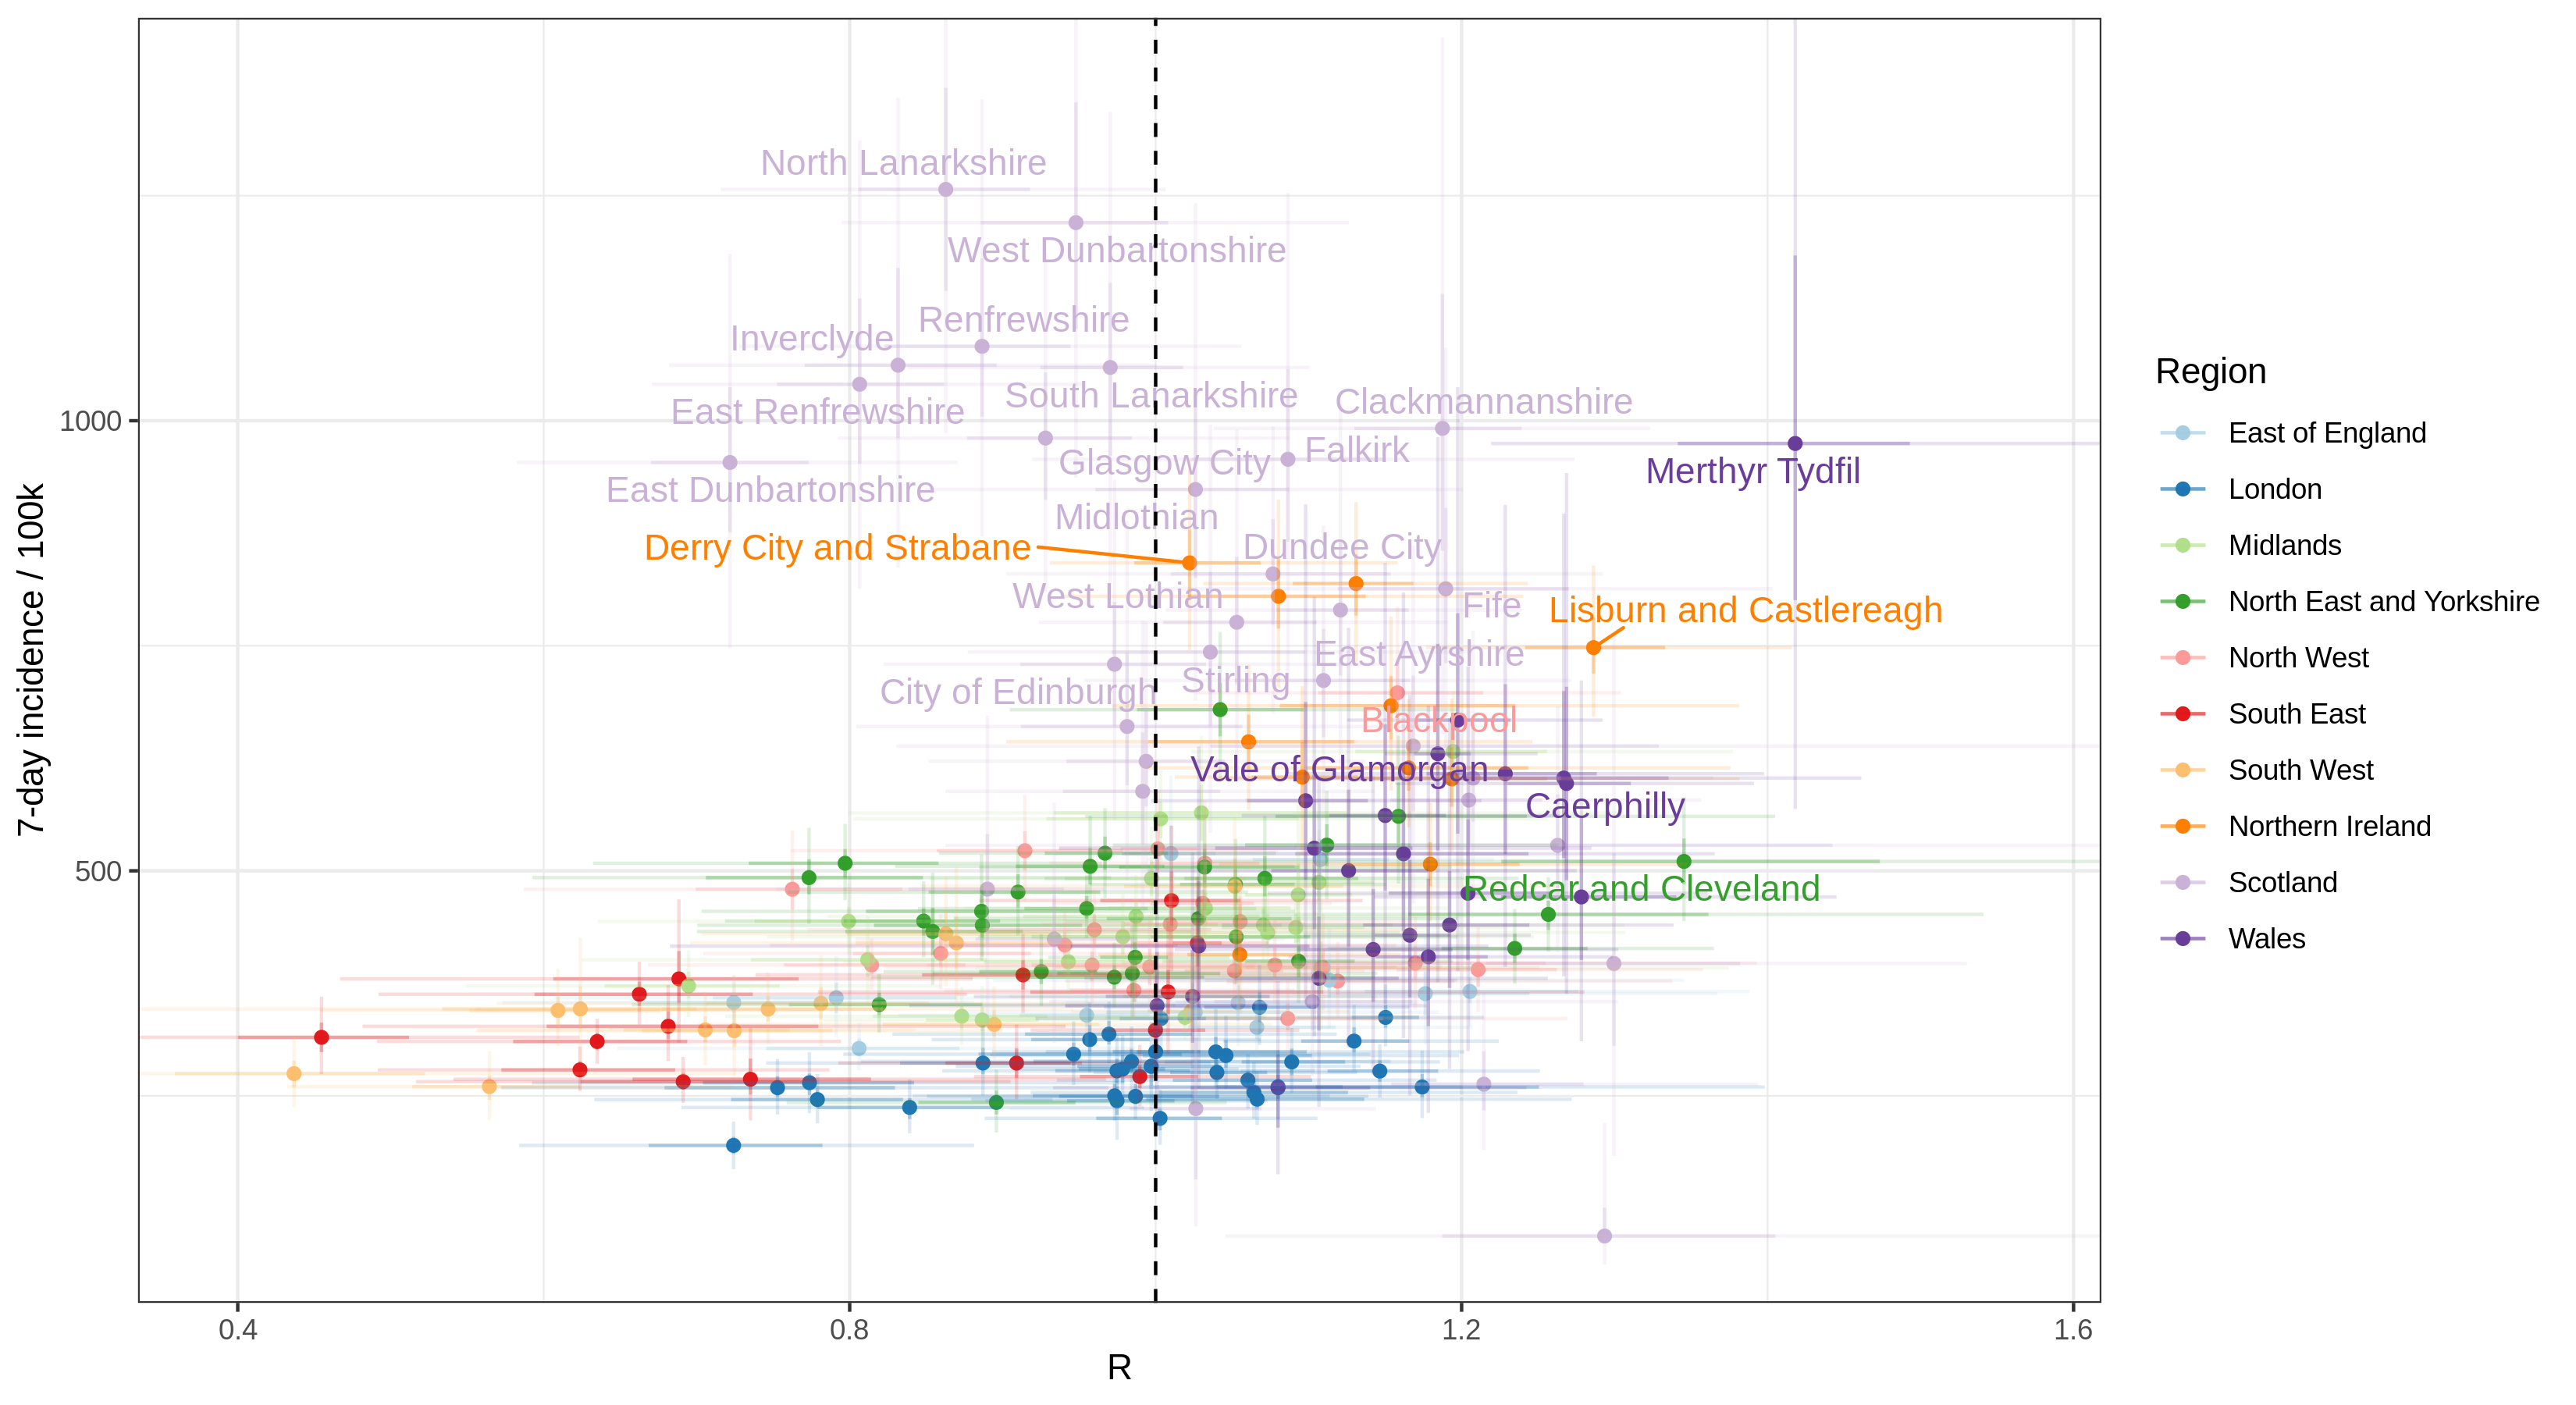 North Lanarkshire
West Dunbartonshire
Renfrewshire
Inverclyde
South Lanarkshire
Clackmannanshire
East Renfrewshire
Glasgow City
Falkirk
Merthyr Tydfil
East Dunbartonshire
Midlothian
Derry City and Strabane
Dundee City
West Lothian
Fife
Lisburn and Castlereagh
East Ayrshire
Stirling
City of Edinburgh
Blackpool
Vale of Glamorgan
Caerphilly
Redcar and Cleveland
1000
500
7-day incidence / 100k
0.4
0.8
1.2
1.6
R
Region
East of England
London
Midlands
North East and Yorkshire
North West
South East
South West
Northern Ireland
Scotland
Wales